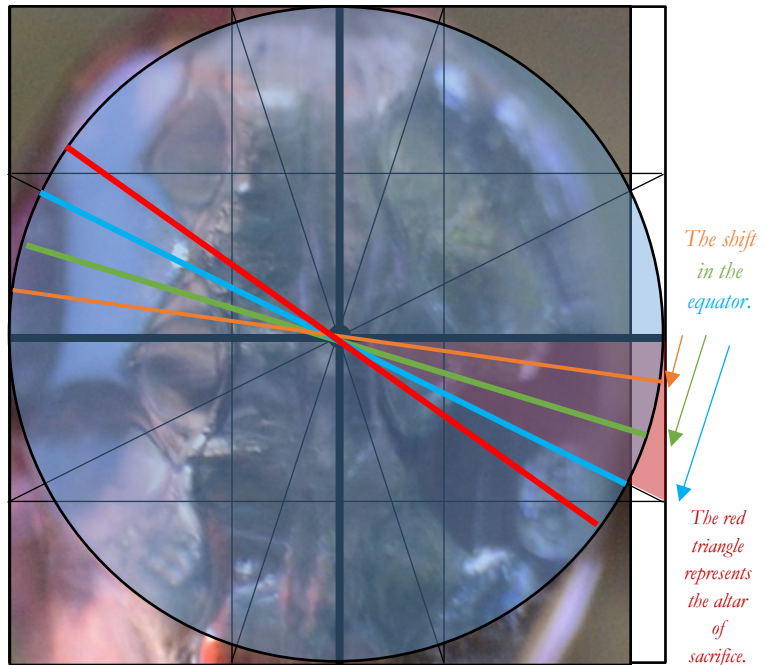 The shift
in the
equator.
The red
triangle
represents
the altar
of
sacrifice.